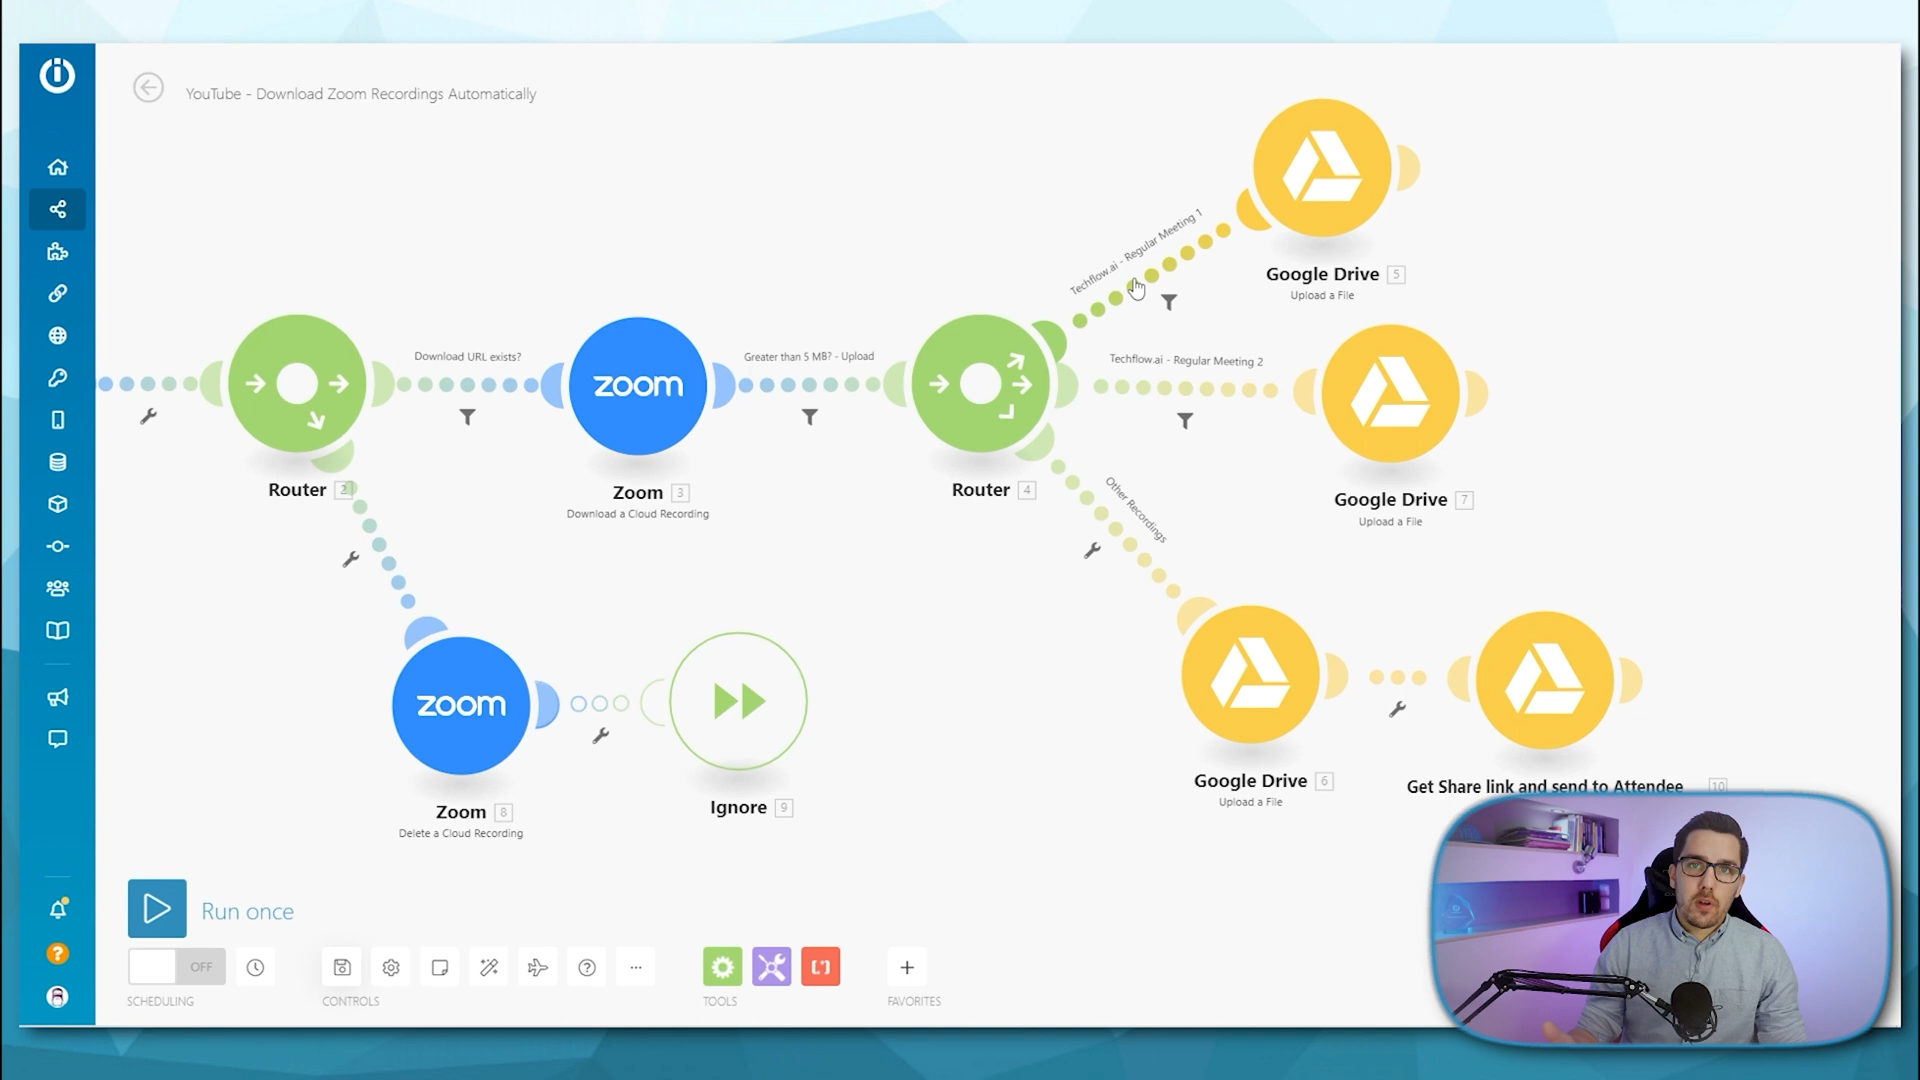 YouTube - Download Zoom Recordings Automatically
Techflow.ai - Regular Meeting 1
Google Drive 5
Upload a File
Download URL exists?
zoom
Greater than 5 MB? - Upload
Techflow.ai - Regular Meeting 2
Router 2
Zoom 3
Download a Cloud Recording
Router 4
Google Drive 7
Upload a File
Other Recordings
zoom
Zoom 8
Delete a Cloud Recording
Ignore 9
Google Drive 6
Upload a File
Get Share link and send to Attendee 10
Run once
OFF
SCHEDULING
CONTROLS
TOOLS
FAVORITES